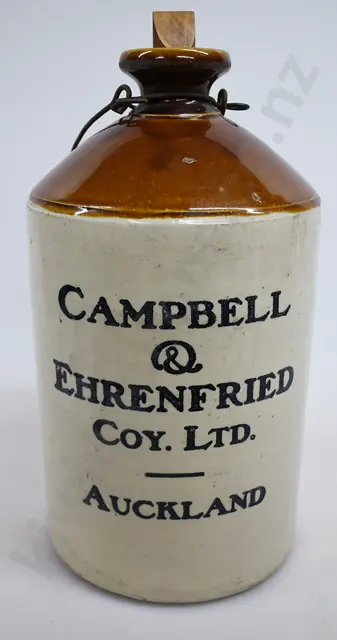 CAMPBELL
&
EHRENFRIED
COY. LTD.
AUCKLAND